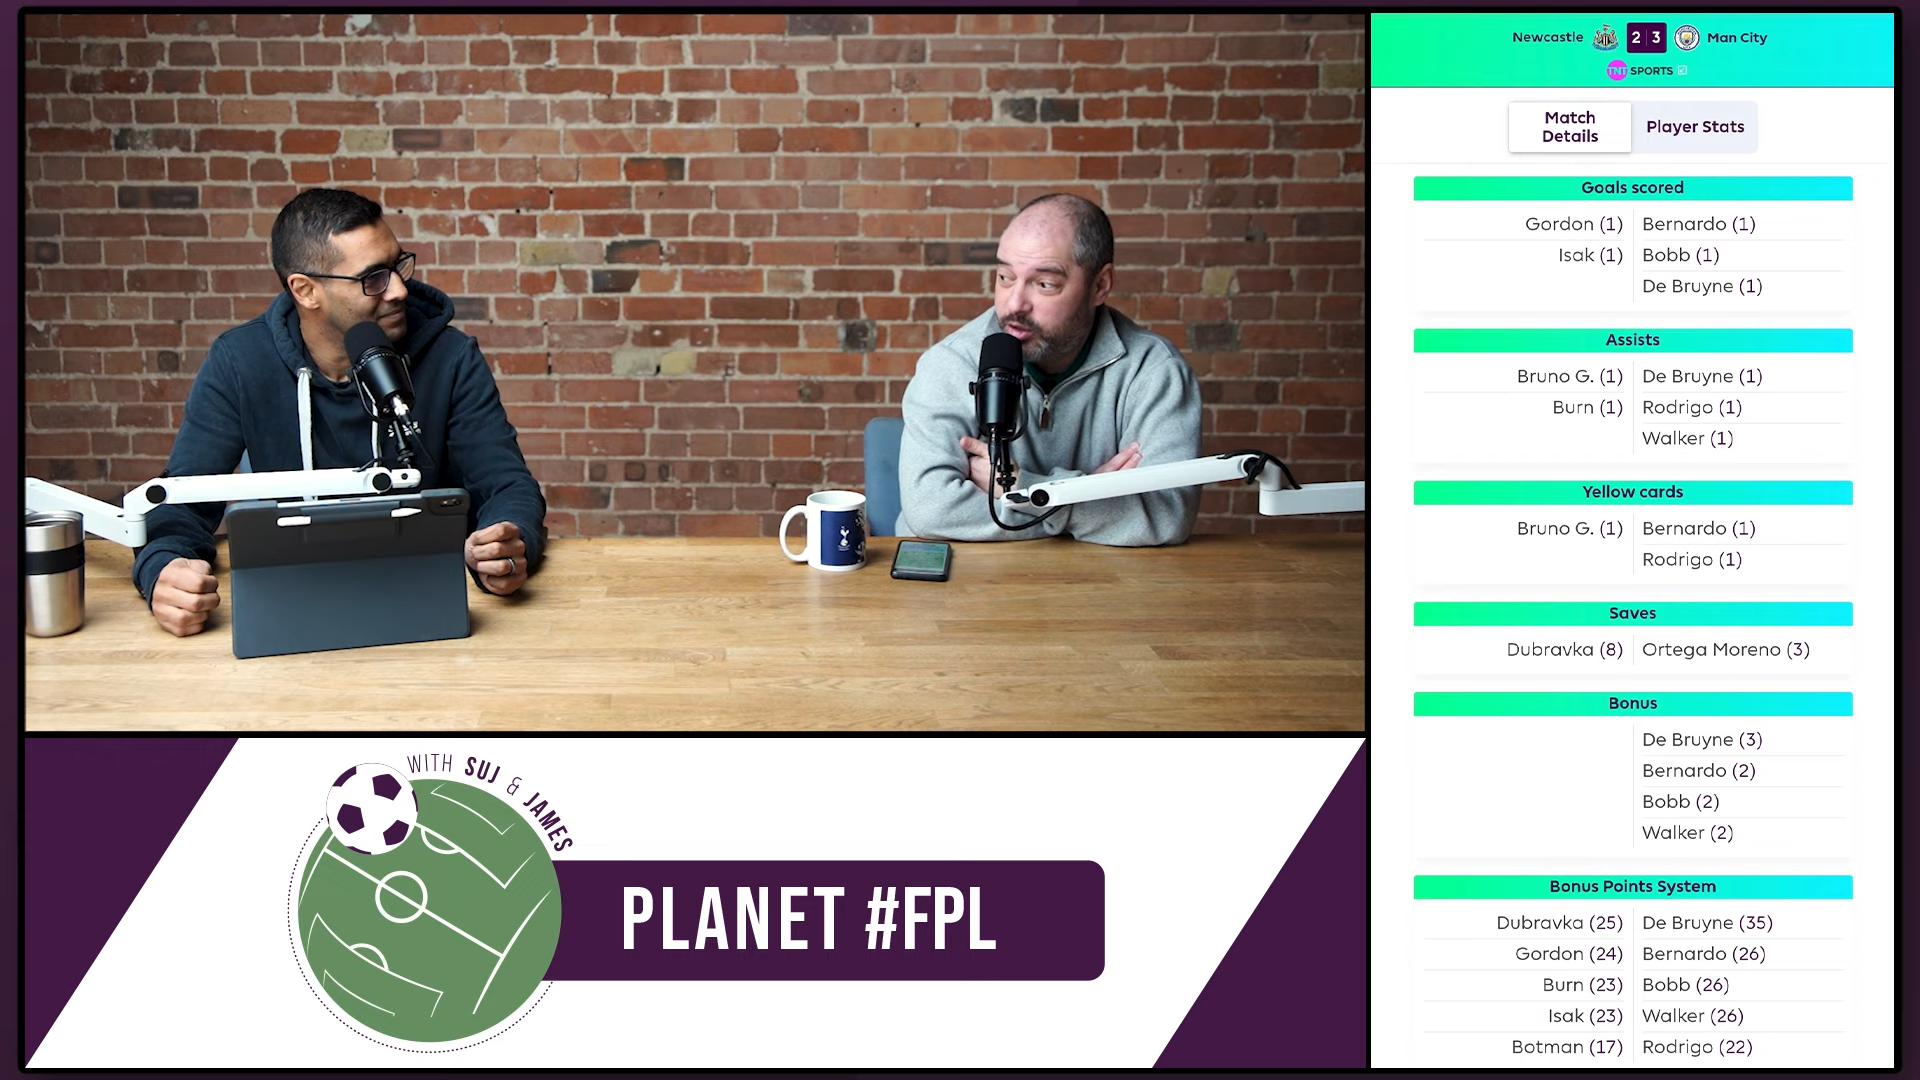 Newcastle 2 3 Man City
TNT SPORTS
Match Details
Player Stats
Goals scored
Gordon (1) Bernardo (1)
Isak (1) Bobb (1)
De Bruyne (1)
Assists
Bruno G. (1) De Bruyne (1)
Burn (1) Rodrigo (1)
Walker (1)
Yellow cards
Bruno G. (1) Bernardo (1)
Rodrigo (1)
Saves
Dubravka (8) Ortega Moreno (3)
Bonus
De Bruyne (3)
Bernardo (2)
Bobb (2)
Walker (2)
Bonus Points System
Dubravka (25) De Bruyne (35)
Gordon (24) Bernardo (26)
Burn (23) Bobb (26)
Isak (23) Walker (26)
Botman (17) Rodrigo (22)
WITH SUJ & JAMES
PLANET #FPL